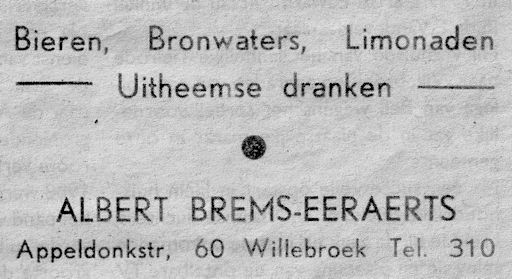 Bieren, Bronwaters, Limonaden
Uitheemse dranken
ALBERT BREMS-EERAERTS
Appeldonkstr, 60 Willebroek Tel. 310